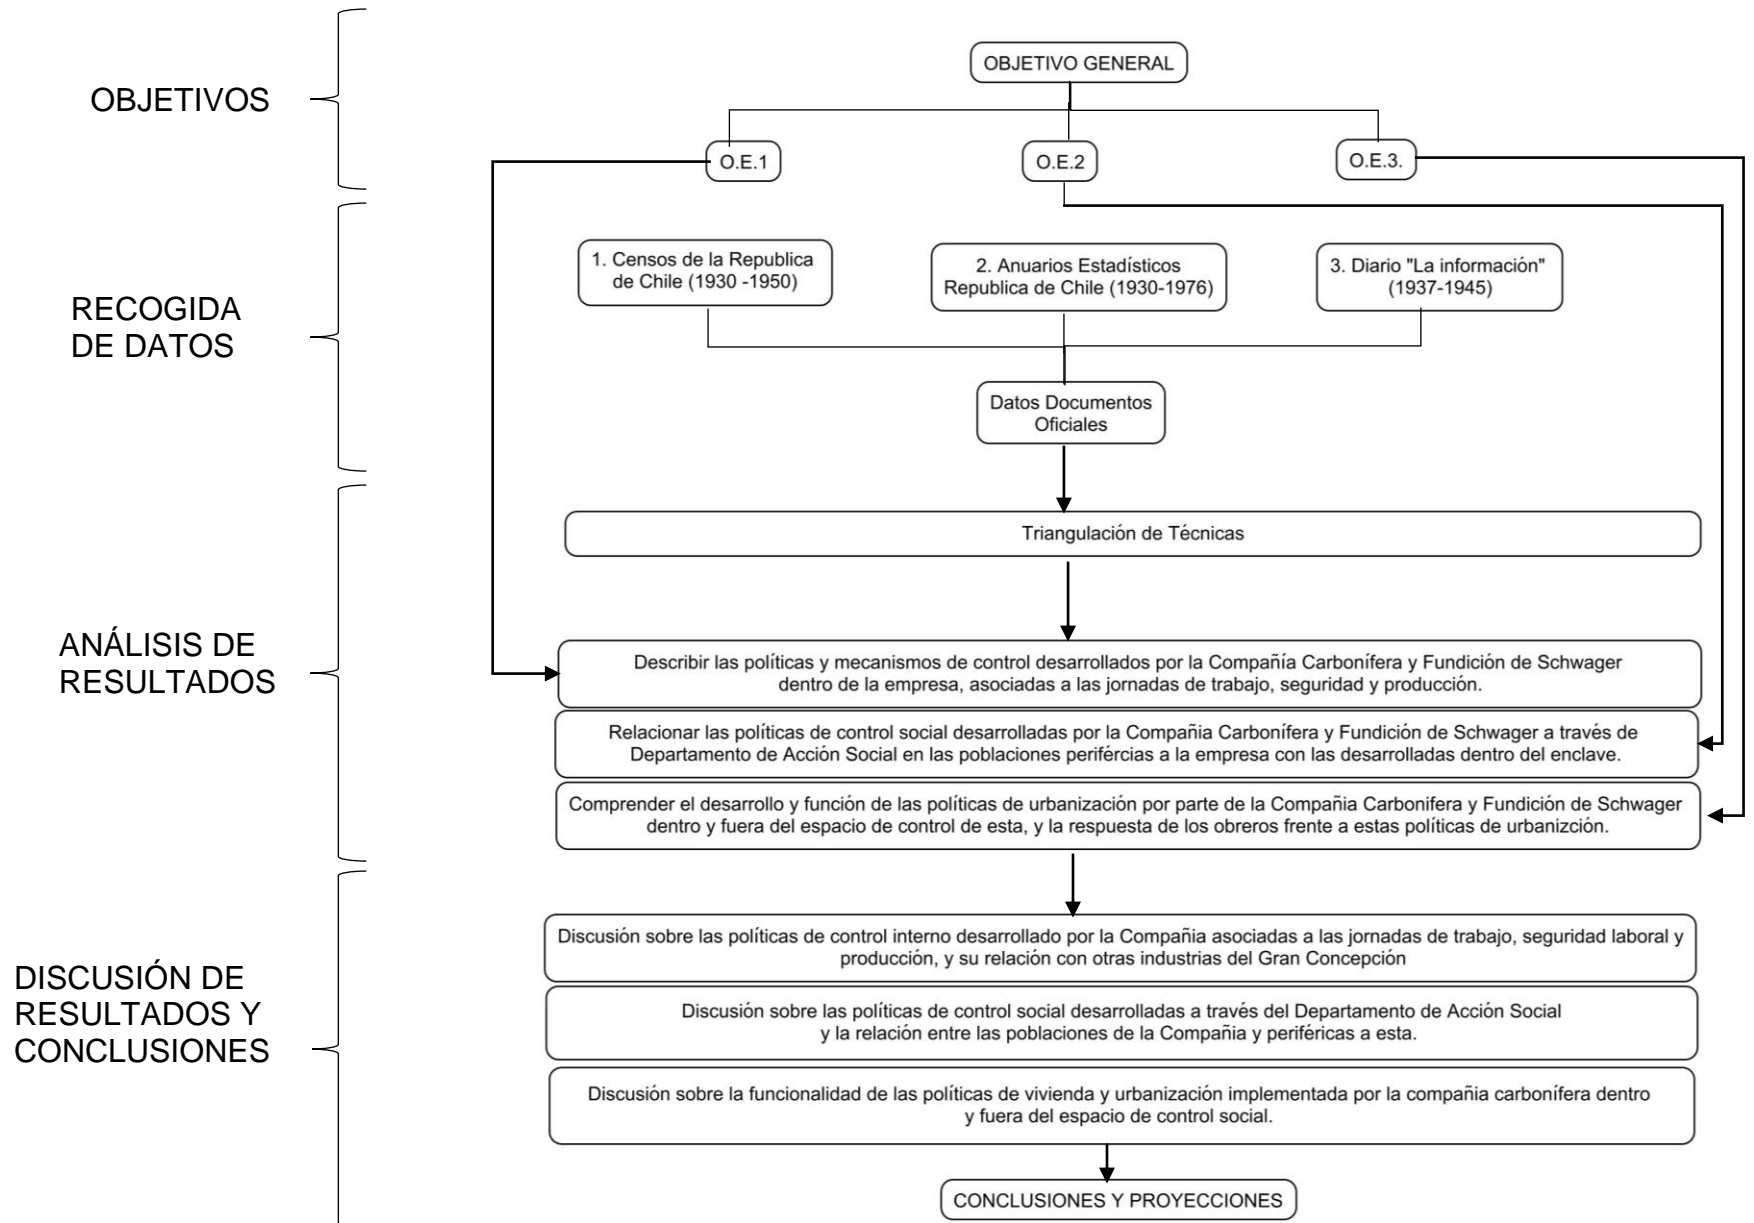 OBJETIVOS
OBJETIVO GENERAL
O.E.1
O.E.2
O.E.3.
RECOGIDA
DE DATOS
1. Censos de la Republica
de Chile (1930 -1950)
2. Anuarios Estadísticos
Republica de Chile (1930-1976)
3. Diario "La información"
(1937-1945)
Datos Documentos
Oficiales
ANÁLISIS DE
RESULTADOS
Triangulación de Técnicas
Describir las políticas y mecanismos de control desarrollados por la Compañía Carbonífera y Fundición de Schwager
dentro de la empresa, asociadas a las jornadas de trabajo, seguridad y producción.
Relacionar las políticas de control social desarrolladas por la Compañia Carbonífera y Fundición de Schwager a través de
Departamento de Acción Social en las poblaciones perifércias a la empresa con las desarrolladas dentro del enclave.
Comprender el desarrollo y función de las políticas de urbanización por parte de la Compañia Carbonifera y Fundición de Schwager
dentro y fuera del espacio de control de esta, y la respuesta de los obreros frente a estas políticas de urbanizción.
DISCUSIÓN DE
RESULTADOS Y
CONCLUSIONES
Discusión sobre las políticas de control interno desarrollado por la Compañia asociadas a las jornadas de trabajo, seguridad laboral y
producción, y su relación con otras industrias del Gran Concepción
Discusión sobre las políticas de control social desarrolladas a través del Departamento de Acción Social
y la relación entre las poblaciones de la Compañia y periféricas a esta.
Discusión sobre la funcionalidad de las políticas de vivienda y urbanización implementada por la compañia carbonífera dentro
y fuera del espacio de control social.
CONCLUSIONES Y PROYECCIONES